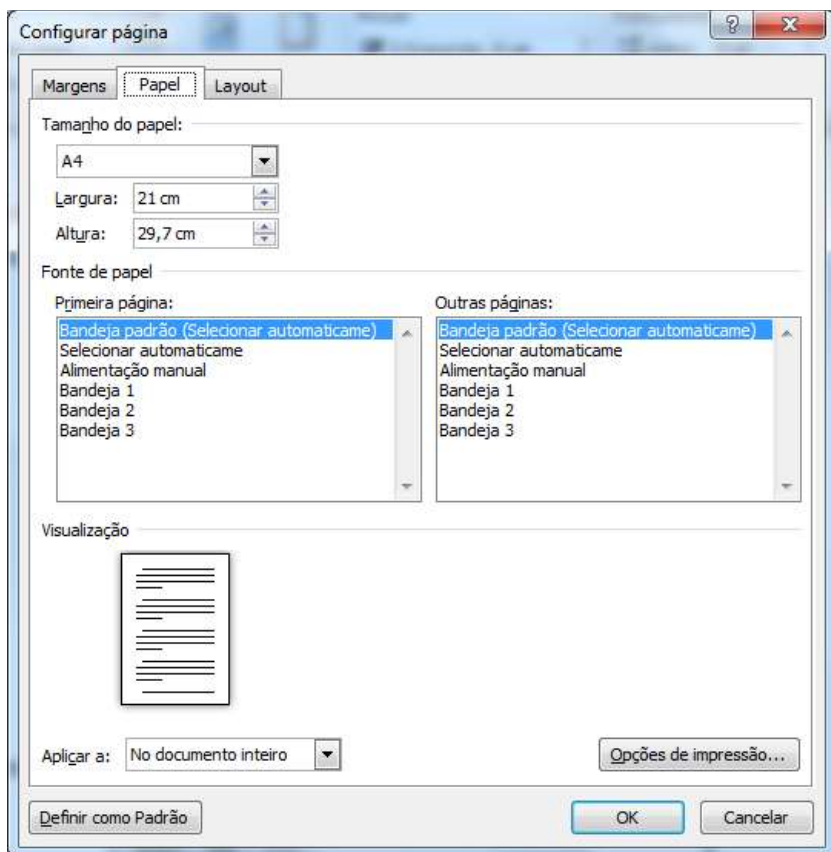 Configurar página
Margens Papel Layout
Tamanho do papel:
A4
Largura: 21 cm
Altura: 29,7 cm
Fonte de papel
Primeira página: Outras páginas:
Bandeja padrão (Selecionar automaticame) Bandeja padrão (Selecionar automaticame)
Selecionar automaticame Selecionar automaticame
Alimentação manual Alimentação manual
Bandeja 1 Bandeja 1
Bandeja 2 Bandeja 2
Bandeja 3 Bandeja 3
Visualização
Aplicar a: No documento inteiro Opções de impressão...
Definir como Padrão OK Cancelar